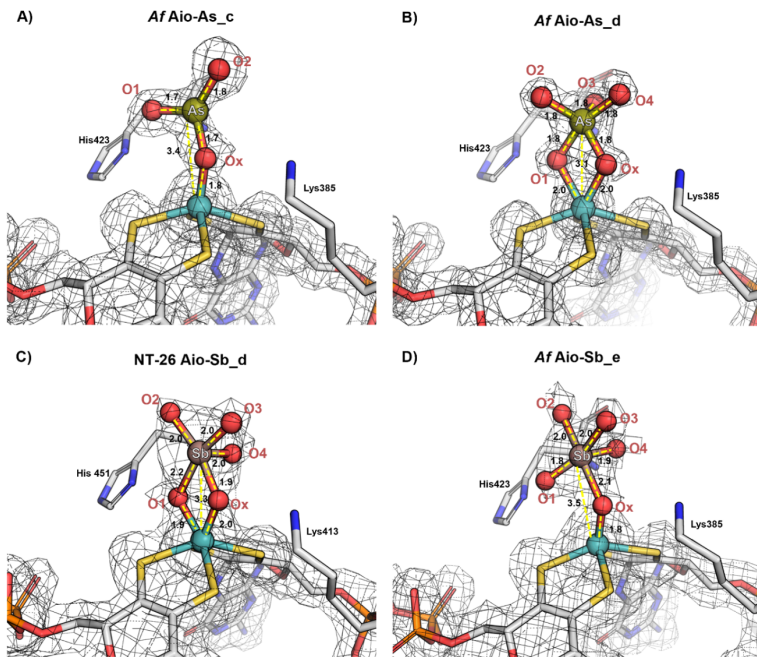 A) Af Aio-As_c
O2
O1
1.7
1.8
As
1.7
His423
3.4
Ox
Lys385
1.8
B) Af Aio-As_d
O2
O3
O4
1.8
1.8
1.8
As
His423
1.8
1.8
3.1
O1
Ox
Lys385
2.0
2.0
C) NT-26 Aio-Sb_d
O2
O3
2.0
2.0
Sb
O4
2.0
His 451
2.2
1.9
O1
3.3
Ox
1.9
2.0
Lys413
D) Af Aio-Sb_e
O2
O3
2.0
2.0
O4
Sb
1.9
1.8
2.1
His423
O1
3.5
Ox
Lys385
1.8